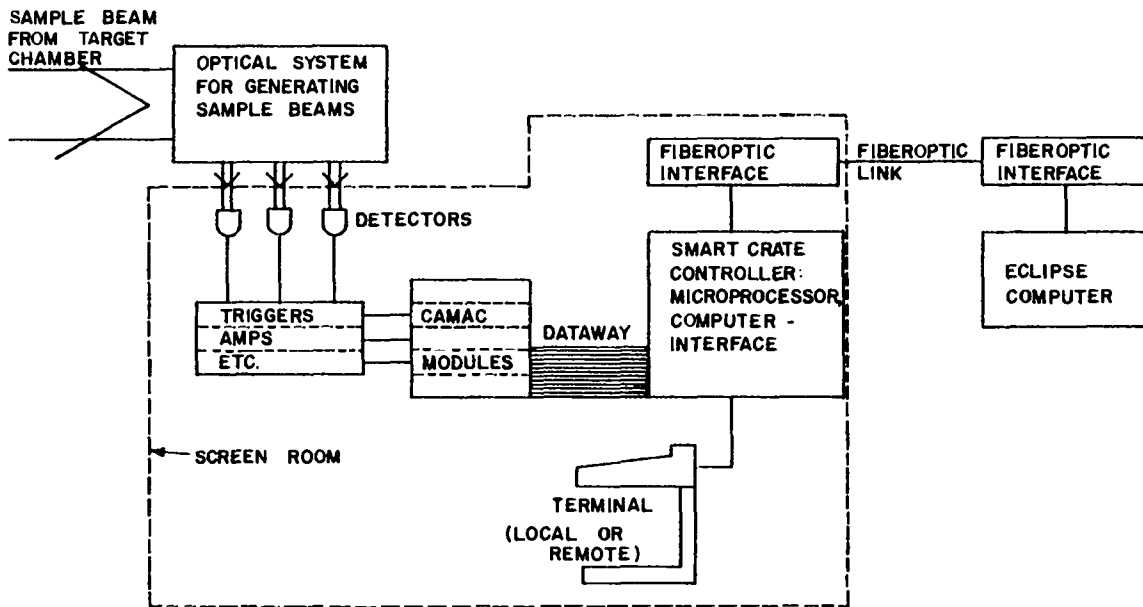 SAMPLE BEAM
FROM TARGET
CHAMBER
OPTICAL SYSTEM
FOR GENERATING
SAMPLE BEAMS
FIBEROPTIC
INTERFACE
FIBEROPTIC
LINK
FIBEROPTIC
INTERFACE
DETECTORS
SMART CRATE
CONTROLLER:
MICROPROCESSOR,
COMPUTER -
INTERFACE
ECLIPSE
COMPUTER
TRIGGERS
AMPS
ETC.
CAMAC
MODULES
DATAWAY
SCREEN ROOM
TERMINAL
(LOCAL OR
REMOTE)